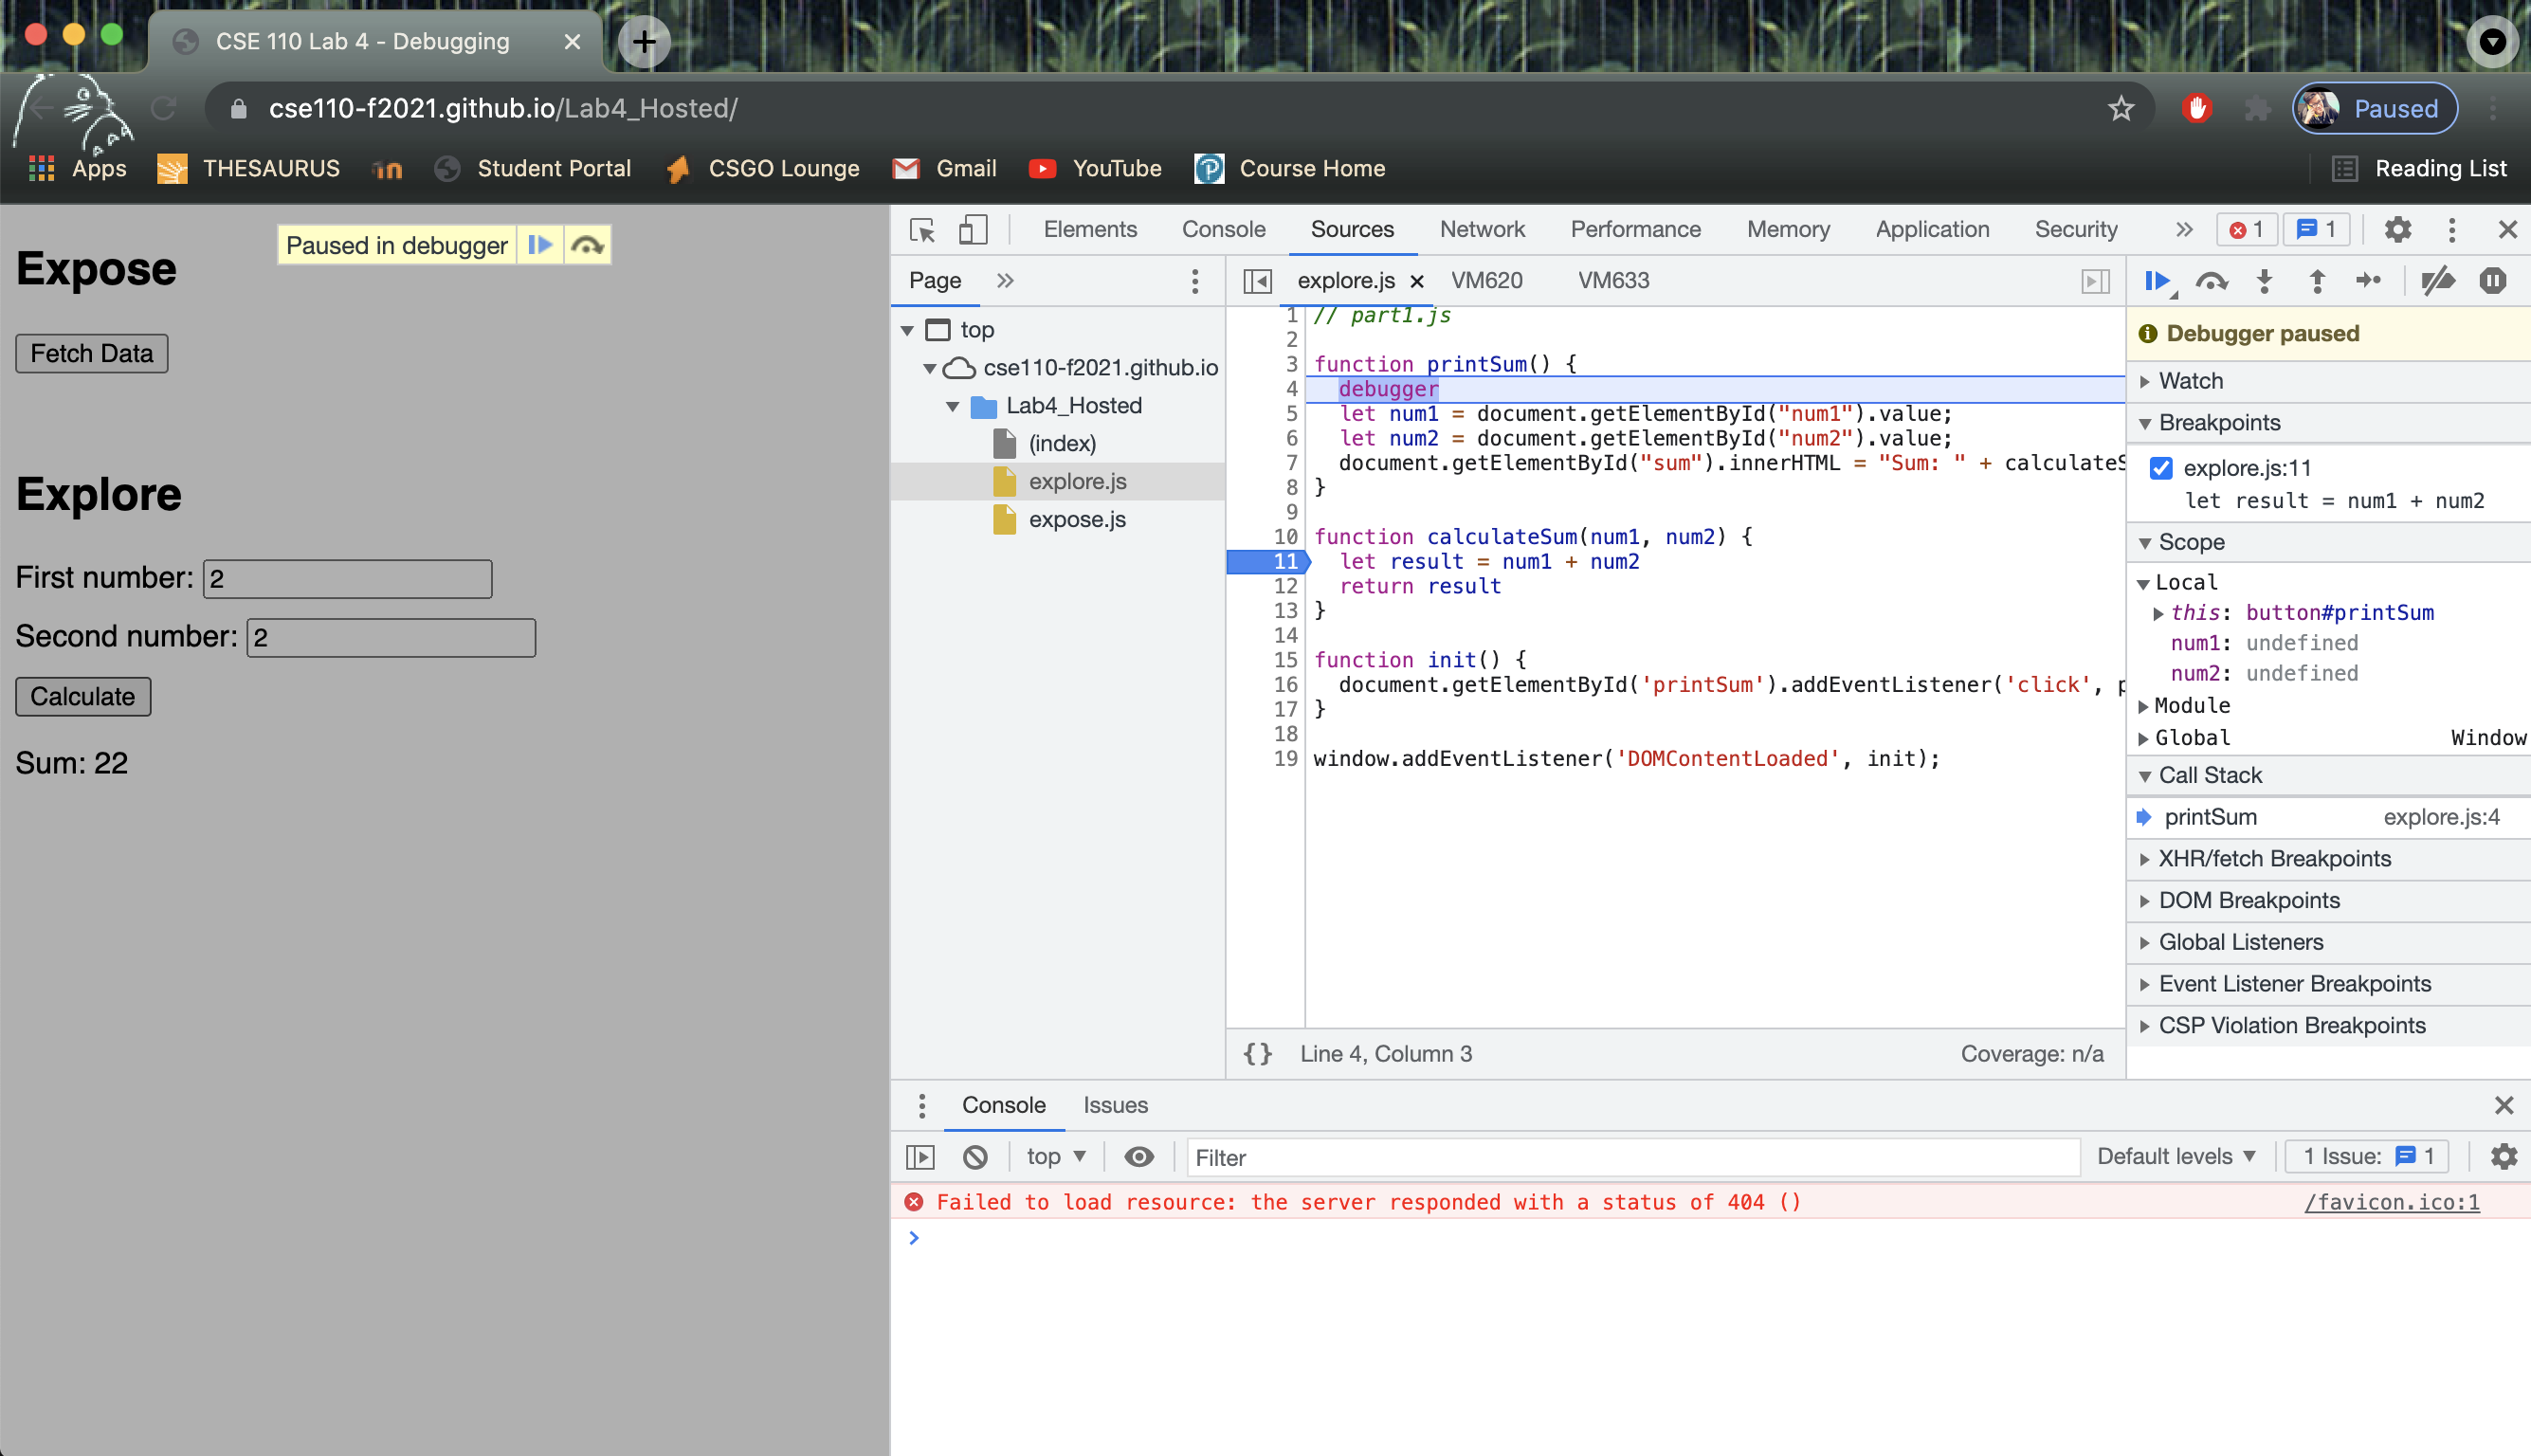 CSE 110 Lab 4 - Debugging
cse110-f2021.github.io/Lab4_Hosted/
Paused
Apps THESAURUS Student Portal CSGO Lounge Gmail YouTube Course Home Reading List
Expose
Paused in debugger
Fetch Data
Explore
First number: 2
Second number: 2
Calculate
Sum: 22
Elements Console Sources Network Performance Memory Application Security 1 1
Page
top
cse110-f2021.github.io
Lab4_Hosted
(index)
explore.js
expose.js
explore.js VM620 VM633
1 // part1.js
2
3 function printSum() {
4 debugger
5 let num1 = document.getElementById("num1").value;
6 let num2 = document.getElementById("num2").value;
7 document.getElementById("sum").innerHTML = "Sum: " + calculateS
8 }
9
10 function calculateSum(num1, num2) {
11 let result = num1 + num2
12 return result
13 }
14
15 function init() {
16 document.getElementById('printSum').addEventListener('click', p
17 }
18
19 window.addEventListener('DOMContentLoaded', init);
{} Line 4, Column 3 Coverage: n/a
Debugger paused
Watch
Breakpoints
explore.js:11
let result = num1 + num2
Scope
Local
this: button#printSum
num1: undefined
num2: undefined
Module
Global Window
Call Stack
printSum explore.js:4
XHR/fetch Breakpoints
DOM Breakpoints
Global Listeners
Event Listener Breakpoints
CSP Violation Breakpoints
Console Issues
top Filter Default levels 1 Issue: 1
Failed to load resource: the server responded with a status of 404 () /favicon.ico:1